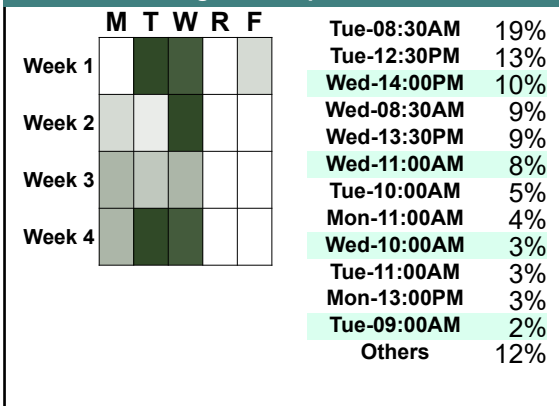 M T W R F
Week 1
Week 2
Week 3
Week 4
Tue-08:30AM 19%
Tue-12:30PM 13%
Wed-14:00PM 10%
Wed-08:30AM 9%
Wed-13:30PM 9%
Wed-11:00AM 8%
Tue-10:00AM 5%
Mon-11:00AM 4%
Wed-10:00AM 3%
Tue-11:00AM 3%
Mon-13:00PM 3%
Tue-09:00AM 2%
Others 12%